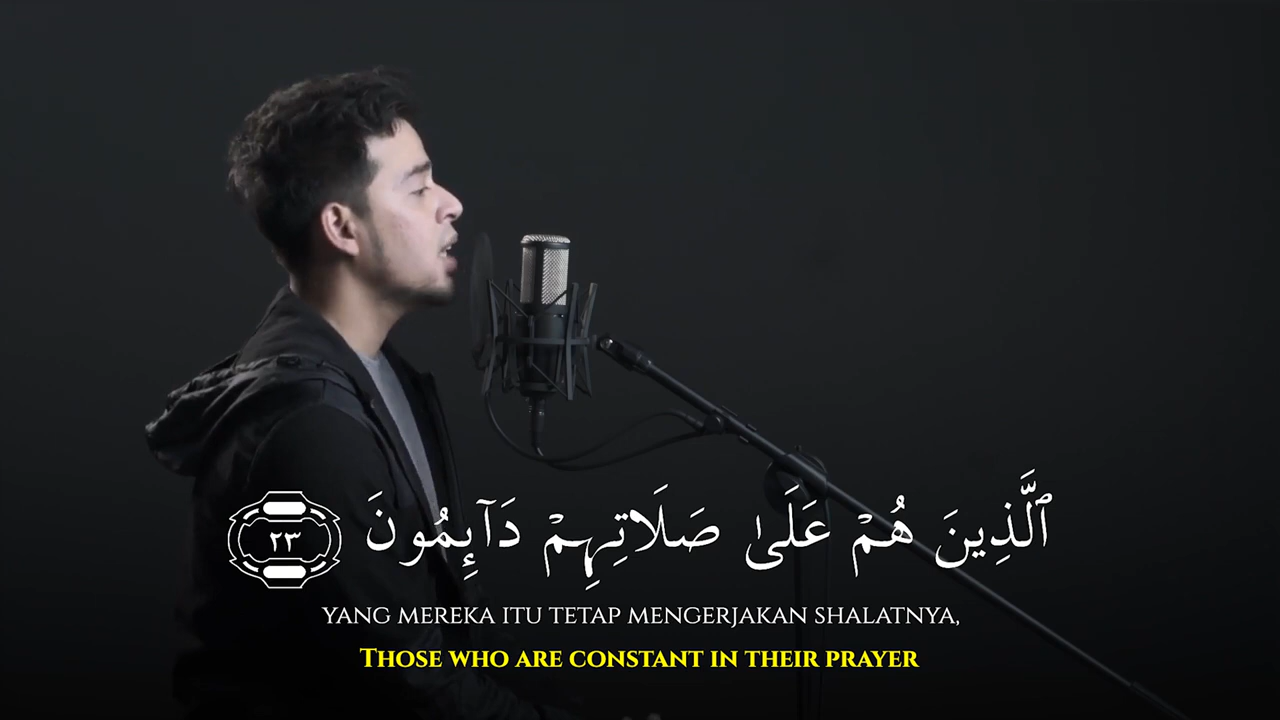 ٱلَّذِينَ هُمْ عَلَىٰ صَلَاتِهِمْ دَآئِمُونَ ٢٣
YANG MEREKA ITU TETAP MENGERJAKAN SHALATNYA,
THOSE WHO ARE CONSTANT IN THEIR PRAYER